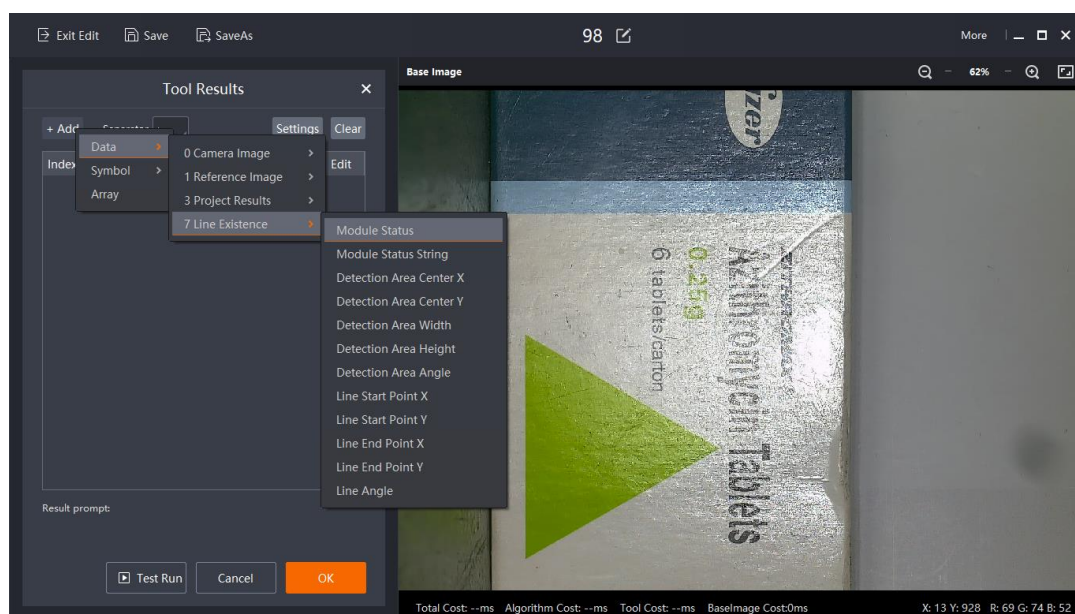 Exit Edit Save SaveAs 98 More
Tool Results
Base Image 62%
+ Add Settings Clear
Index Edit
Data
Symbol
Array
0 Camera Image
1 Reference Image
3 Project Results
7 Line Existence
Module Status
Module Status String
Detection Area Center X
Detection Area Center Y
Detection Area Width
Detection Area Height
Detection Area Angle
Line Start Point X
Line Start Point Y
Line End Point X
Line End Point Y
Line Angle
Result prompt:
Test Run Cancel OK
zer
Azithromycin Tablets
0.25g
6 tablets/carton
Total Cost: --ms Algorithm Cost: --ms Tool Cost: --ms BaseImage Cost:0ms X: 13 Y: 928 R: 69 G: 74 B: 52